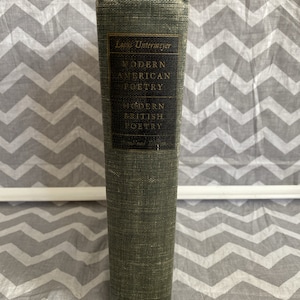 Louis Untermeyer
MODERN
AMERICAN
POETRY
MODERN
BRITISH
POETRY